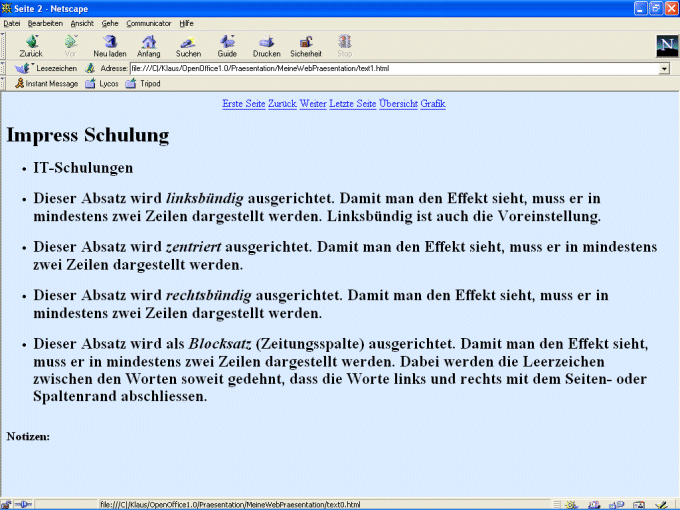 Seite 2 - Netscape
Datei Bearbeiten Ansicht Gehe Communicator Hilfe
Zurück Vor Neu laden Anfang Suchen Guide Drucken Sicherheit Stop
N
Lesezeichen Adresse: file:///C|/Klaus/OpenOffice1.0/Praesentation/MeineWebPraesentation/text1.html
Instant Message Lycos Tripod
Erste Seite Zurück Weiter Letzte Seite Übersicht Grafik
Impress Schulung
• IT-Schulungen
• Dieser Absatz wird linksbündig ausgerichtet. Damit man den Effekt sieht, muss er in
mindestens zwei Zeilen dargestellt werden. Linksbündig ist auch die Voreinstellung.
• Dieser Absatz wird zentriert ausgerichtet. Damit man den Effekt sieht, muss er in mindestens
zwei Zeilen dargestellt werden.
• Dieser Absatz wird rechtsbündig ausgerichtet. Damit man den Effekt sieht, muss er in
mindestens zwei Zeilen dargestellt werden.
• Dieser Absatz wird als Blocksatz (Zeitungsspalte) ausgerichtet. Damit man den Effekt sieht,
muss er in mindestens zwei Zeilen dargestellt werden. Dabei werden die Leerzeichen
zwischen den Worten soweit gedehnt, dass die Worte links und rechts mit dem Seiten- oder
Spaltenrand abschliessen.
Notizen:
file:///C|/Klaus/OpenOffice1.0/Praesentation/MeineWebPraesentation/text0.html